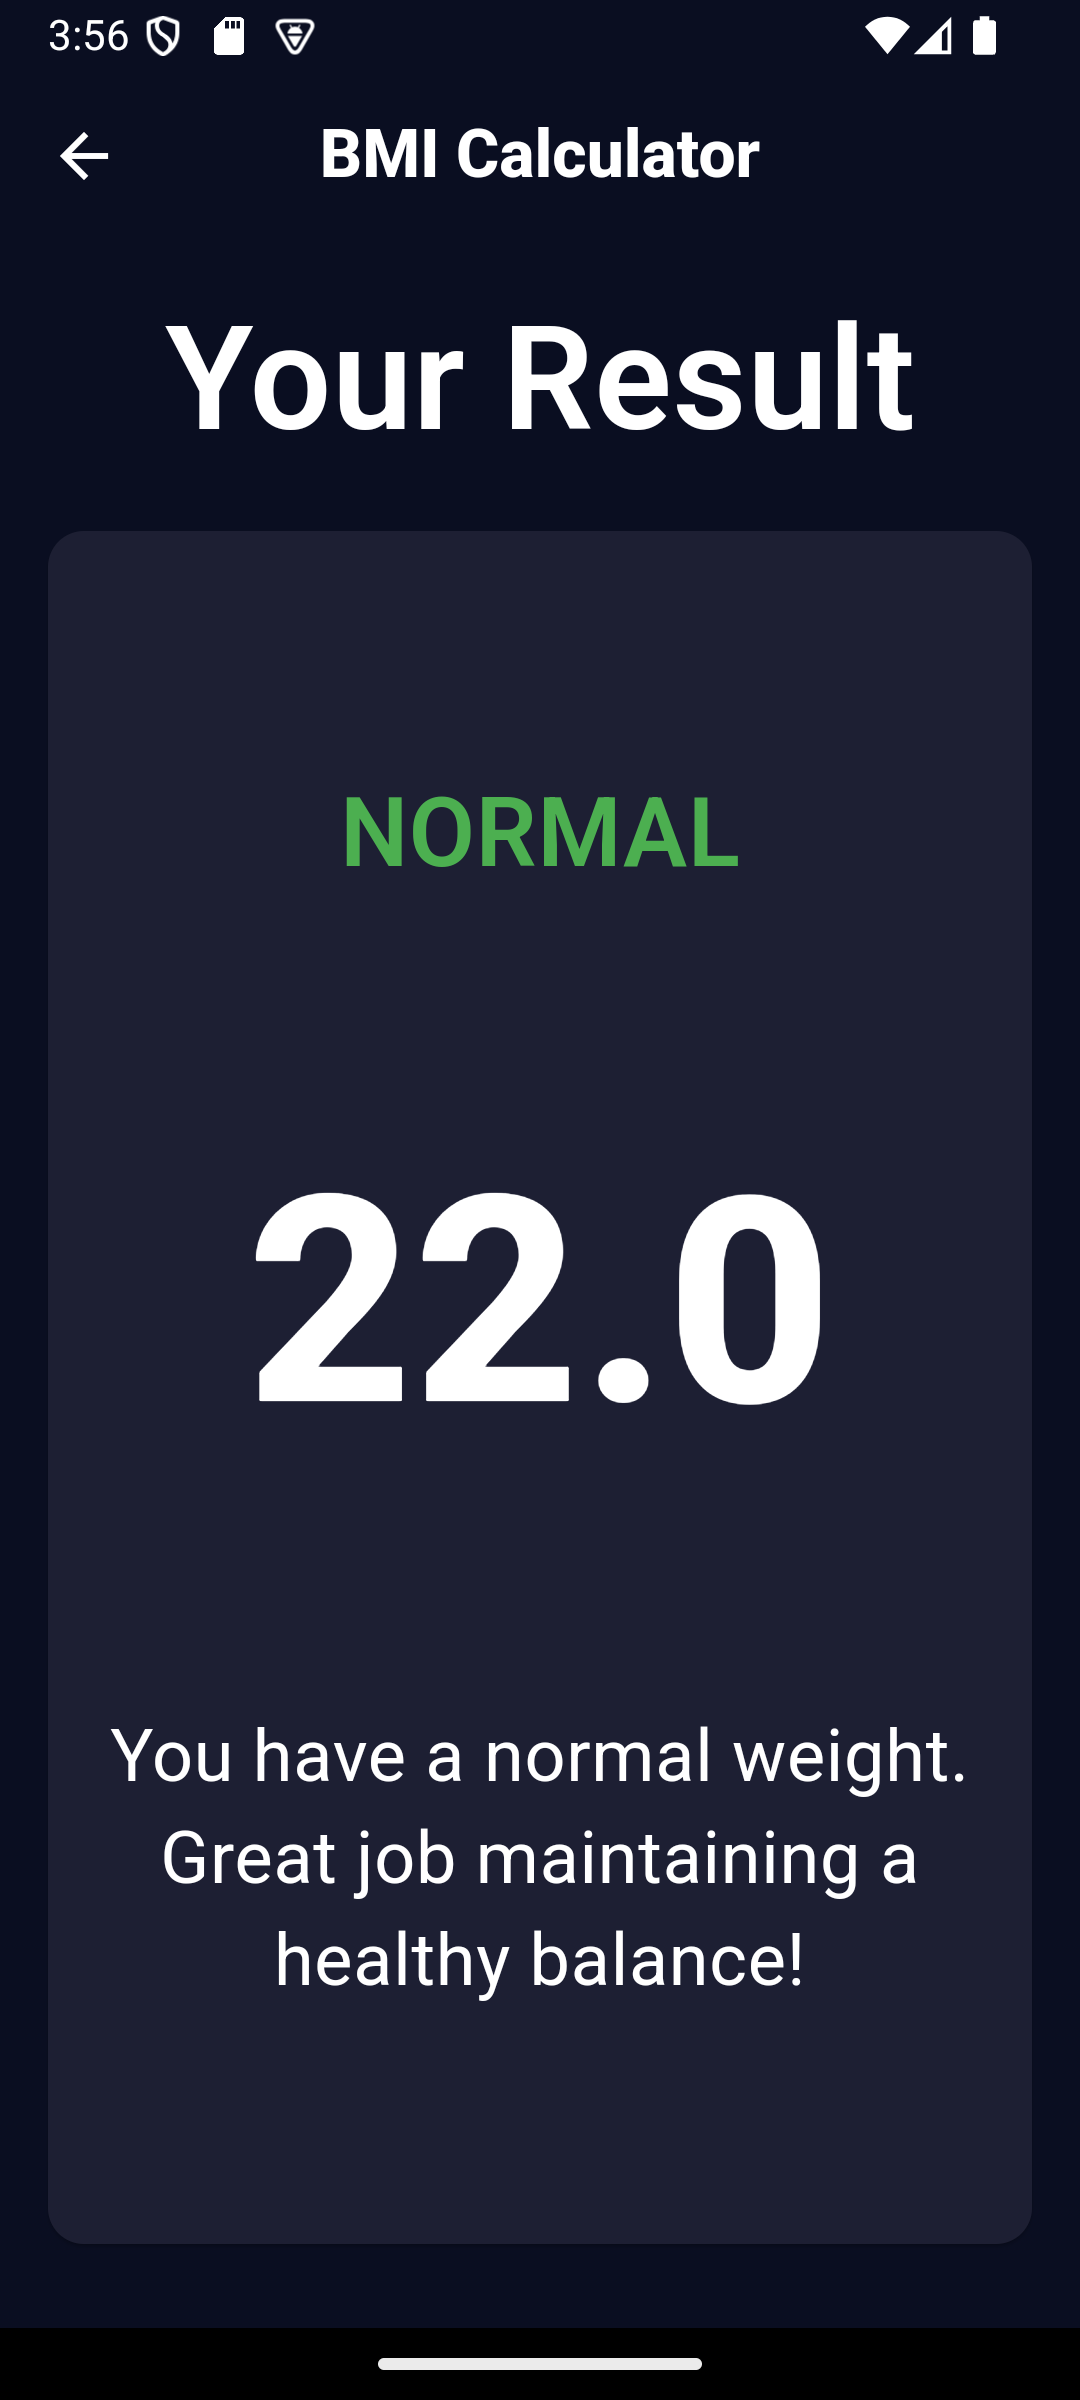 3:56
BMI Calculator
Your Result
NORMAL
22.0
You have a normal weight.
Great job maintaining a
healthy balance!